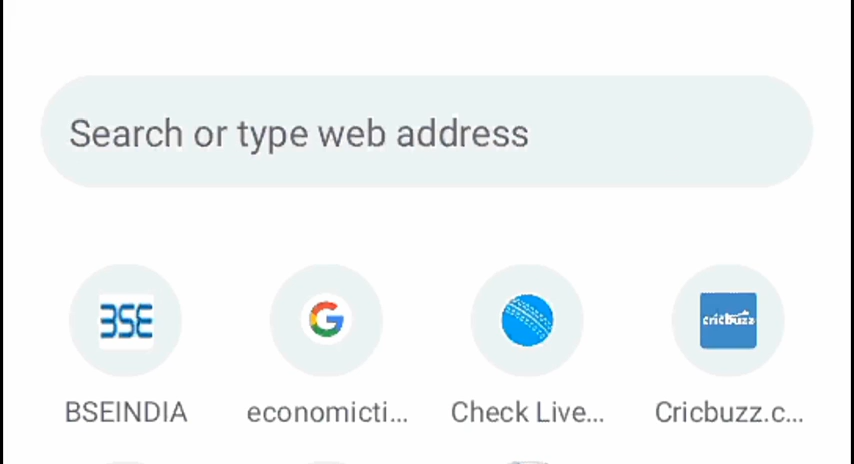 Search or type web address
BSE
G
cricbuzz
BSEINDIA
economicti...
Check Live...
Cricbuzz.c...